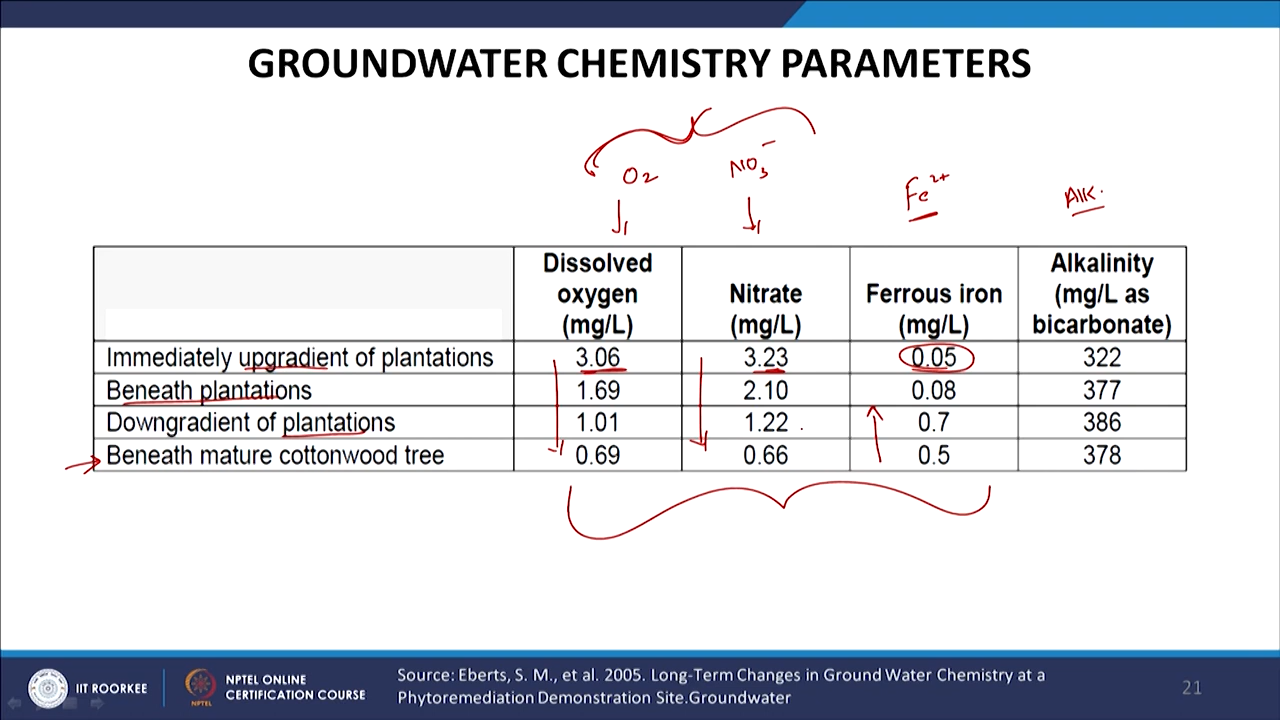 GROUNDWATER CHEMISTRY PARAMETERS
O2 NO3⁻ Fe²⁺ Alk.
Dissolved oxygen (mg/L) Nitrate (mg/L) Ferrous iron (mg/L) Alkalinity (mg/L as bicarbonate)
Immediately upgradient of plantations 3.06 3.23 0.05 322
Beneath plantations 1.69 2.10 0.08 377
Downgradient of plantations 1.01 1.22 0.7 386
Beneath mature cottonwood tree 0.69 0.66 0.5 378
IIT ROORKEE
NPTEL ONLINE
CERTIFICATION COURSE
NPTEL
Source: Eberts, S. M., et al. 2005. Long-Term Changes in Ground Water Chemistry at a
Phytoremediation Demonstration Site.Groundwater
21